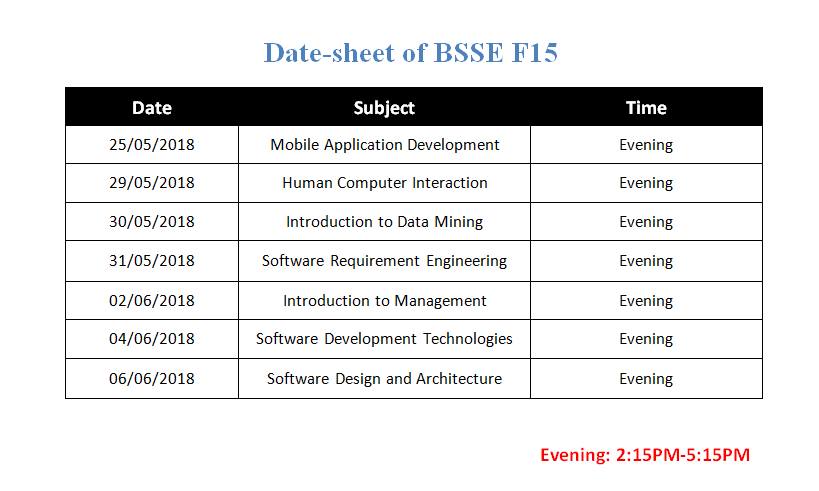 Date-sheet of BSSE F15
Date Subject Time
25/05/2018 Mobile Application Development Evening
29/05/2018 Human Computer Interaction Evening
30/05/2018 Introduction to Data Mining Evening
31/05/2018 Software Requirement Engineering Evening
02/06/2018 Introduction to Management Evening
04/06/2018 Software Development Technologies Evening
06/06/2018 Software Design and Architecture Evening
Evening: 2:15PM-5:15PM